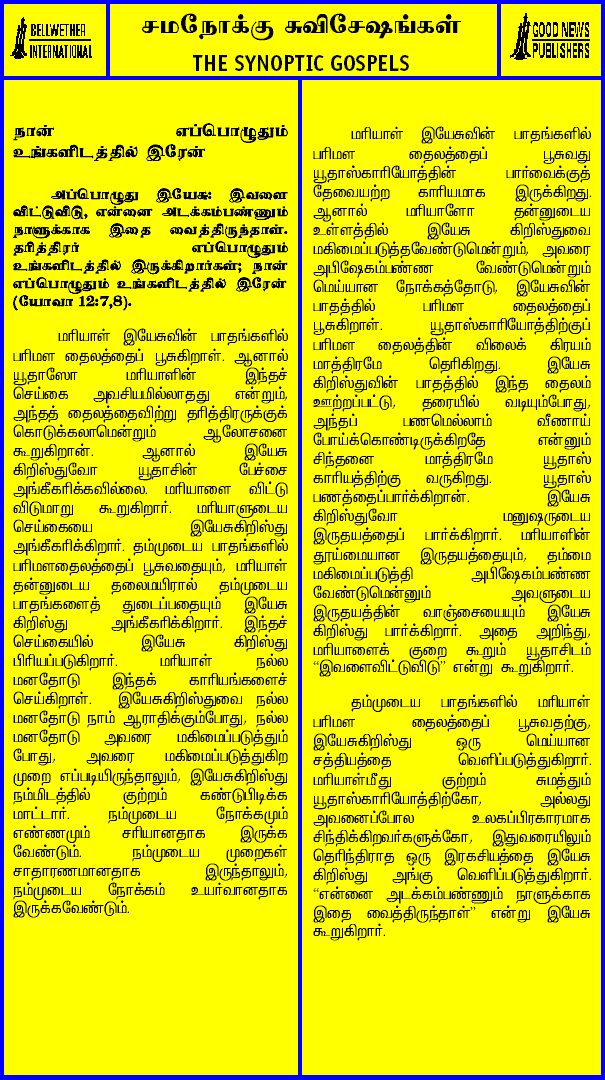 BELLWETHER
INTERNATIONAL
சமநோக்கு சுவிசேஷங்கள்
THE SYNOPTIC GOSPELS
GOOD NEWS
PUBLISHERS
நான் எப்பொழுதும்
உங்களிடத்தில் இரேன்
அப்பொழுது இயேசு: இவளை
விட்டுவிடு, என்னை அடக்கம்பண்ணும்
நாளுக்காக இதை வைத்திருந்தாள்.
தரித்திரர் எப்பொழுதும்
உங்களிடத்தில் இருக்கிறார்கள்; நான்
எப்பொழுதும் உங்களிடத்தில் இரேன்
(யோவா 12:7,8).
மரியாள் இயேசுவின் பாதங்களில்
பரிமள தைலத்தைப் பூசுகிறாள். ஆனால்
யூதாஸோ மரியாளின் இந்தச்
செய்கை அவசியமில்லாதது என்றும்,
அந்தத் தைலத்தைவிற்று தரித்திரருக்குக்
கொடுக்கலாமென்றும் ஆலோசனை
கூறுகிறான். ஆனால் இயேசு
கிறிஸ்துவோ யூதாசின் பேச்சை
அங்கீகரிக்கவில்லை. மரியாளை விட்டு
விடுமாறு கூறுகிறார். மரியாளுடைய
செய்கையை இயேசுகிறிஸ்து
அங்கீகரிக்கிறார். தம்முடைய பாதங்களில்
பரிமளதைலத்தைப் பூசுவதையும், மரியாள்
தன்னுடைய தலைமயிரால் தம்முடைய
பாதங்களைத் துடைப்பதையும் இயேசு
கிறிஸ்து அங்கீகரிக்கிறார். இந்தச்
செய்கையில் இயேசு கிறிஸ்து
பிரியப்படுகிறார். மரியாள் நல்ல
மனதோடு இந்தக் காரியங்களைச்
செய்கிறாள். இயேசுகிறிஸ்துவை நல்ல
மனதோடு நாம் ஆராதிக்கும்போது, நல்ல
மனதோடு அவரை மகிமைப்படுத்தும்
போது, அவரை மகிமைப்படுத்துகிற
முறை எப்படியிருந்தாலும், இயேசுகிறிஸ்து
நம்மிடத்தில் குற்றம் கண்டுபிடிக்க
மாட்டார். நம்முடைய நோக்கமும்
எண்ணமும் சரியானதாக இருக்க
வேண்டும். நம்முடைய முறைகள்
சாதாரணமானதாக இருந்தாலும்,
நம்முடைய நோக்கம் உயர்வானதாக
இருக்கவேண்டும்.
மரியாள் இயேசுவின் பாதங்களில்
பரிமள தைலத்தைப் பூசுவது
யூதாஸ்காரியோத்தின் பார்வைக்குத்
தேவையற்ற காரியமாக இருக்கிறது.
ஆனால் மரியாளோ தன்னுடைய
உள்ளத்தில் இயேசு கிறிஸ்துவை
மகிமைப்படுத்தவேண்டுமென்றும், அவரை
அபிஷேகம்பண்ண வேண்டுமென்றும்
மெய்யான நோக்கத்தோடு, இயேசுவின்
பாதத்தில் பரிமள தைலத்தைப்
பூசுகிறாள். யூதாஸ்காரியோத்திற்குப்
பரிமள தைலத்தின் விலைக் கிரயம்
மாத்திரமே தெரிகிறது. இயேசு
கிறிஸ்துவின் பாதத்தில் இந்த தைலம்
ஊற்றப்பட்டு, தரையில் வடியும்போது,
அந்தப் பணமெல்லாம் வீணாய்
போய்க்கொண்டிருக்கிறதே என்னும்
சிந்தனை மாத்திரமே யூதாஸ்
காரியத்திற்கு வருகிறது. யூதாஸ்
பணத்தைப்பார்க்கிறான். இயேசு
கிறிஸ்துவோ மனுஷருடைய
இருதயத்தைப் பார்க்கிறார். மரியாளின்
தூய்மையான இருதயத்தையும், தம்மை
மகிமைப்படுத்தி அபிஷேகம்பண்ண
வேண்டுமென்னும் அவளுடைய
இருதயத்தின் வாஞ்சையையும் இயேசு
கிறிஸ்து பார்க்கிறார். அதை அறிந்து,
மரியாளைக் குறை கூறும் யூதாசிடம்
“இவளைவிட்டுவிடு” என்று கூறுகிறார்.
தம்முடைய பாதங்களில் மரியாள்
பரிமள தைலத்தைப் பூசுவதற்கு,
இயேசுகிறிஸ்து ஒரு மெய்யான
சத்தியத்தை வெளிப்படுத்துகிறார்.
மரியாள்மீது குற்றம் சுமத்தும்
யூதாஸ்காரியோத்திற்கோ, அல்லது
அவனைப்போல உலகப்பிரகாரமாக
சிந்திக்கிறவர்களுக்கோ, இதுவரையிலும்
தெரிந்திராத ஒரு இரகசியத்தை இயேசு
கிறிஸ்து அங்கு வெளிப்படுத்துகிறார்.
“என்னை அடக்கம்பண்ணும் நாளுக்காக
இதை வைத்திருந்தாள்” என்று இயேசு
கூறுகிறார்.